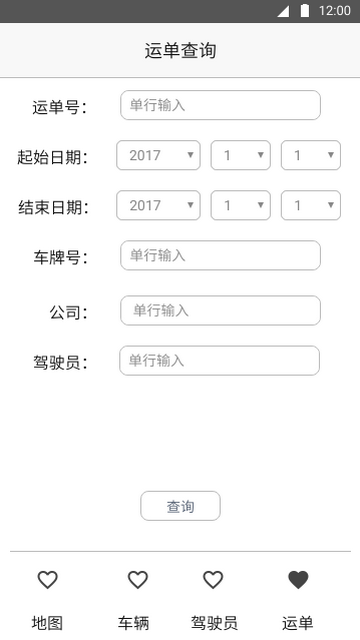 12:00
运单查询
运单号： 单行输入
起始日期： 2017 1 1
结束日期： 2017 1 1
车牌号： 单行输入
公司： 单行输入
驾驶员： 单行输入
查询
地图 车辆 驾驶员 运单